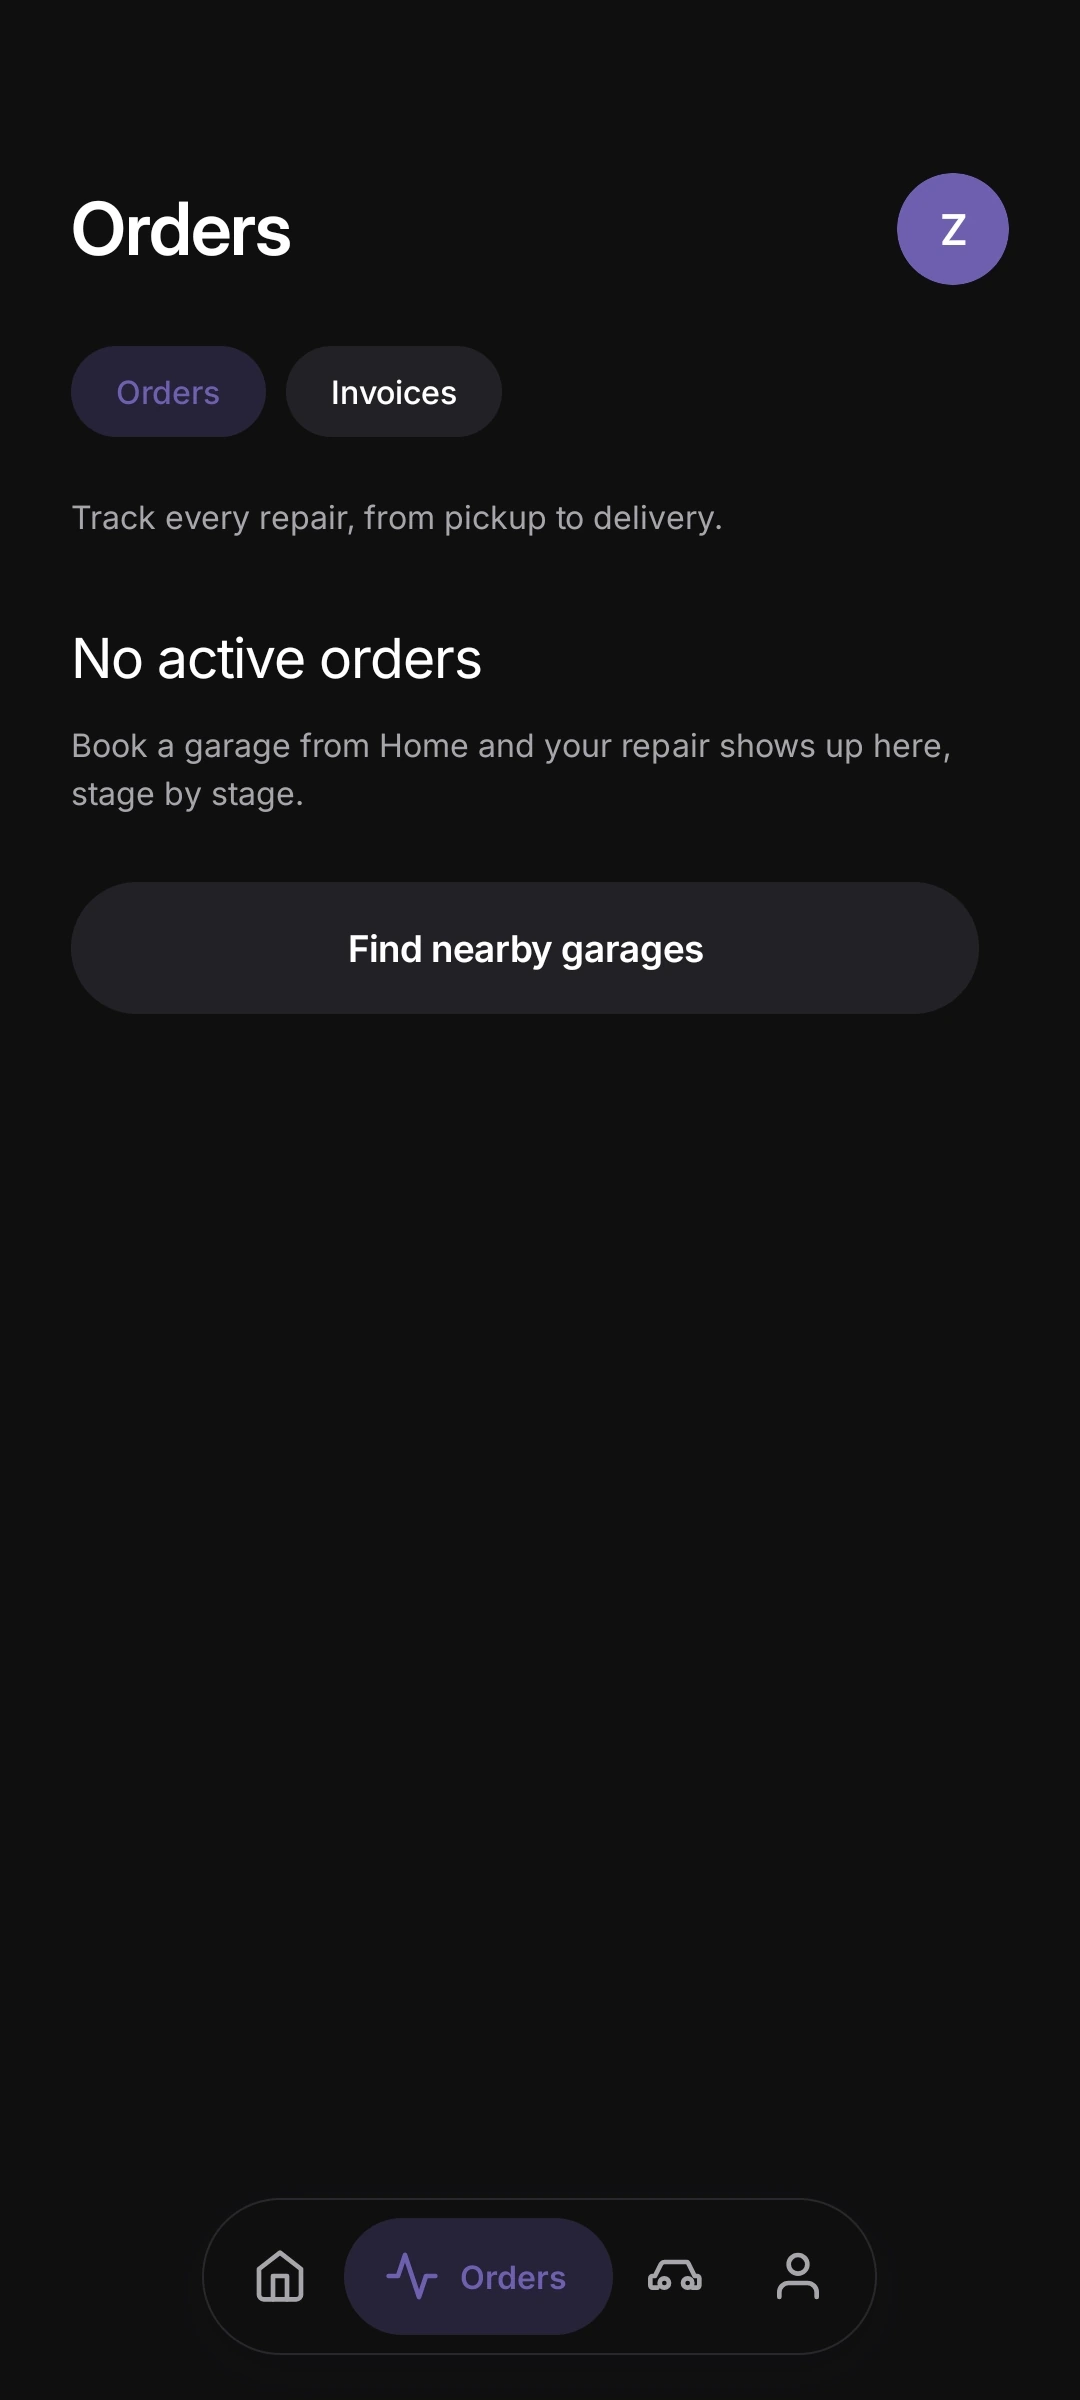 Orders
Z
Orders
Invoices
Track every repair, from pickup to delivery.
No active orders
Book a garage from Home and your repair shows up here,
stage by stage.
Find nearby garages
Orders